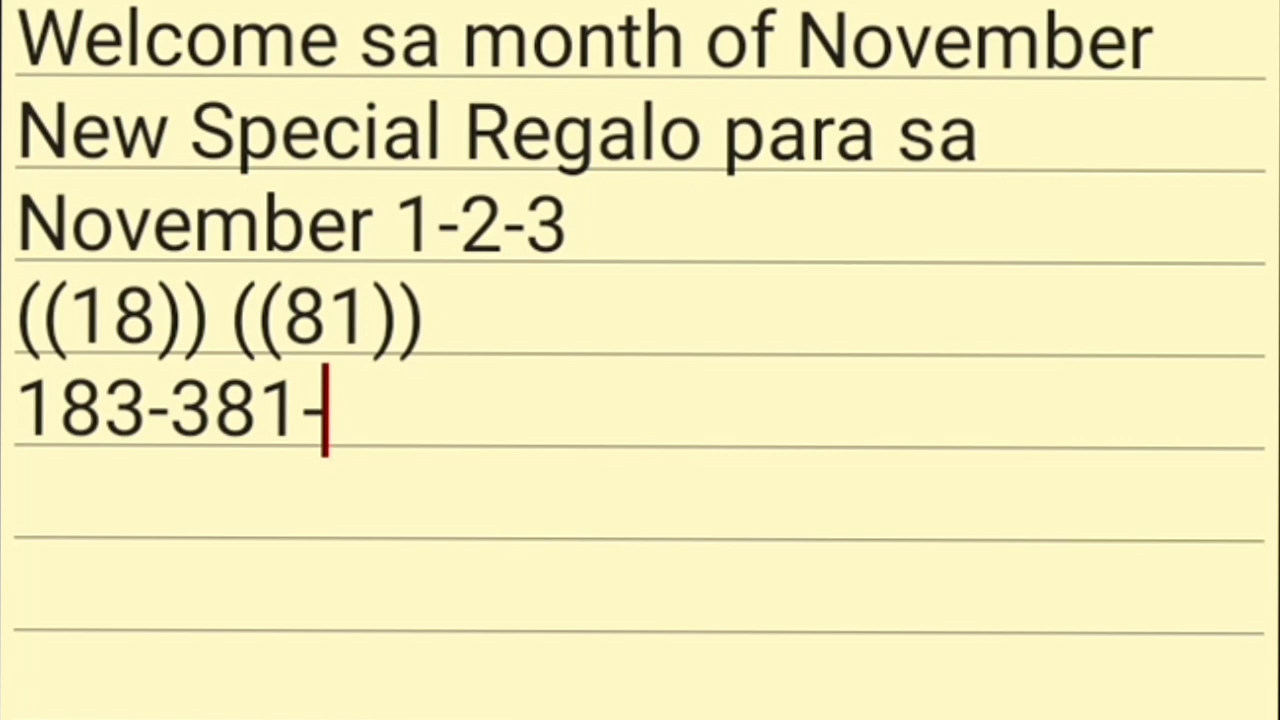 Welcome sa month of November
New Special Regalo para sa
November 1-2-3
((18)) ((81))
183-381-